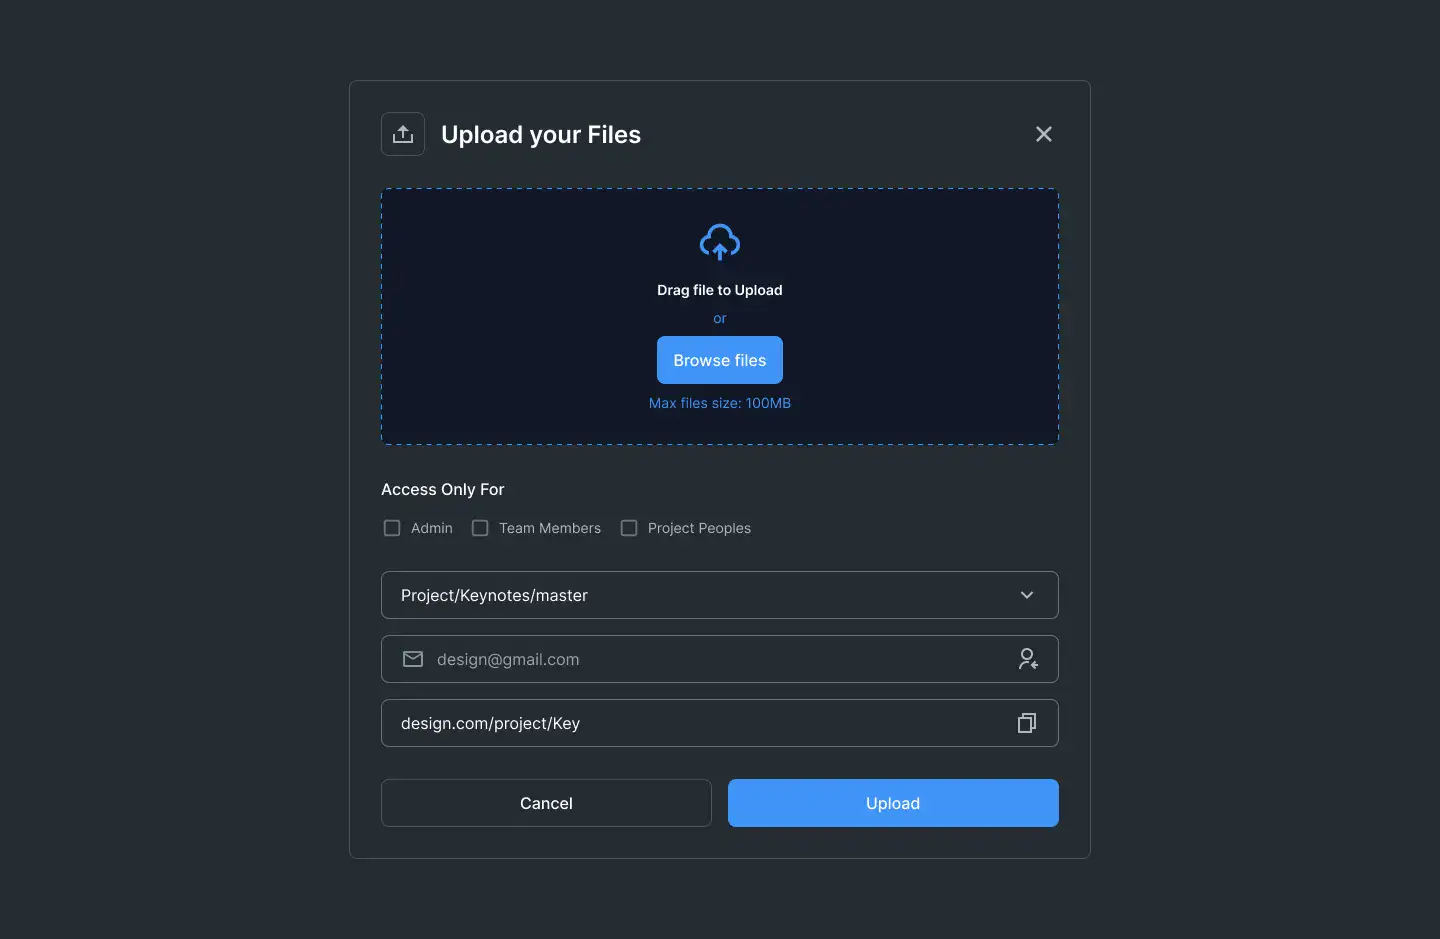 Upload your Files
Drag file to Upload
or
Browse files
Max files size: 100MB
Access Only For
Admin Team Members Project Peoples
Project/Keynotes/master
design@gmail.com
design.com/project/Key
Cancel Upload